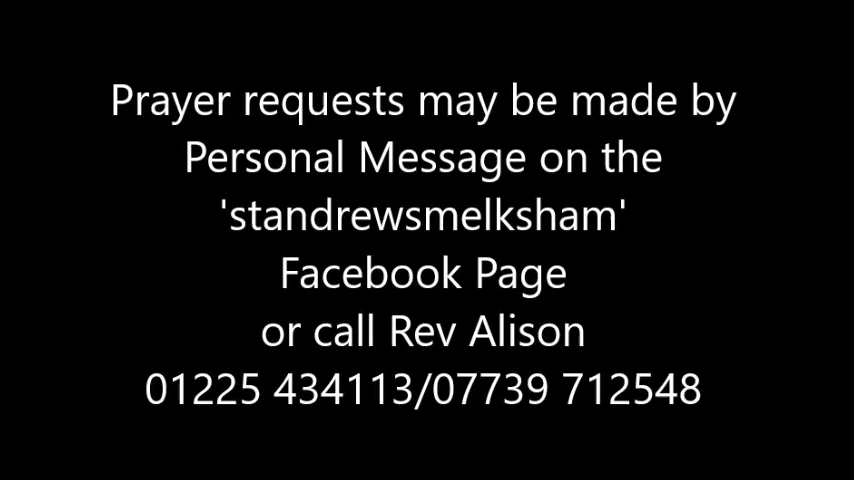 Prayer requests may be made by
Personal Message on the
'standrewsmelksham'
Facebook Page
or call Rev Alison
01225 434113/07739 712548